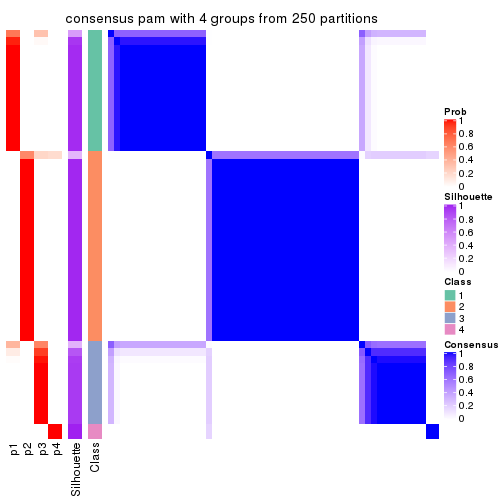 consensus pam with 4 groups from 250 partitions
Prob
1
0.8
0.6
0.4
0.2
0
Silhouette
1
0.8
0.6
0.4
0.2
0
Class
1
2
3
4
Consensus
1
0.8
0.6
0.4
0.2
0
p1
p2
p3
p4
Silhouette
Class